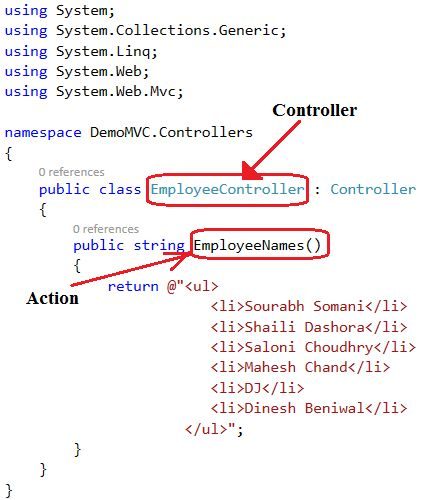 using System;
using System.Collections.Generic;
using System.Linq;
using System.Web;
using System.Web.Mvc;
Controller
namespace DemoMVC.Controllers
{
0 references
public class EmployeeController : Controller
{
0 references
public string EmployeeNames()
{
Action
return @"<ul>
<li>Sourabh Somani</li>
<li>Shaili Dashora</li>
<li>Saloni Choudhry</li>
<li>Mahesh Chand</li>
<li>DJ</li>
<li>Dinesh Beniwal</li>
</ul>";
}
}
}